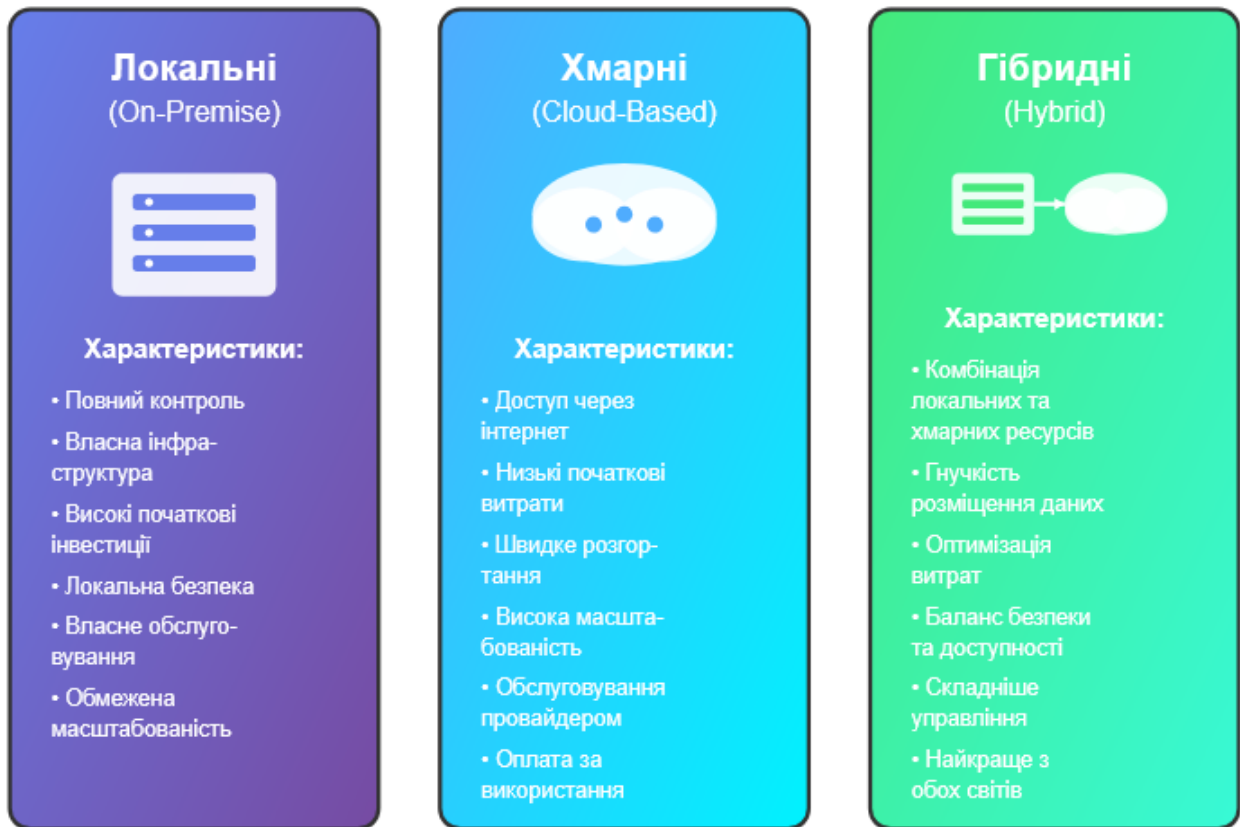 Локальні
(On-Premise)
Характеристики:
• Повний контроль
• Власна інфра-
структура
• Високі початкові
інвестиції
• Локальна безпека
• Власне обслуго-
вування
• Обмежена
масштабованість
Хмарні
(Cloud-Based)
Характеристики:
• Доступ через
інтернет
• Низькі початкові
витрати
• Швидке розгор-
тання
• Висока масшта-
бованість
• Обслуговування
провайдером
• Оплата за
використання
Гібридні
(Hybrid)
Характеристики:
• Комбінація
локальних та
хмарних ресурсів
• Гнучкість
розміщення даних
• Оптимізація
витрат
• Баланс безпеки
та доступності
• Складніше
управління
• Найкраще з
обох світів